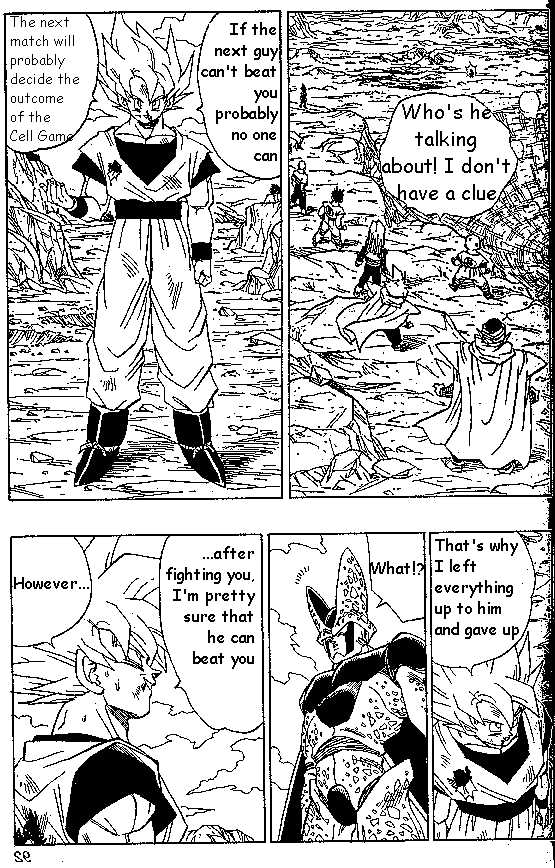 The next
match will
probably
decide the
outcome
of the
Cell Game
If the
next guy
can't beat
you
probably
no one
can
Who's he
talking
about! I don't
have a clue
However...
...after
fighting you,
I'm pretty
sure that
he can
beat you
What!?
That's why
I left
everything
up to him
and gave up